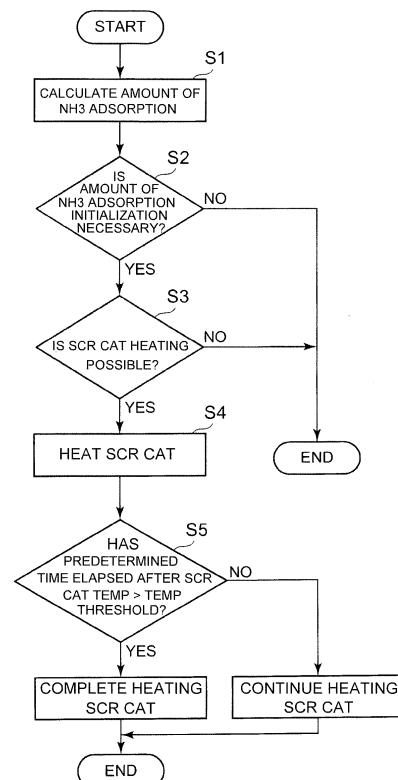 START
S1
CALCULATE AMOUNT OF
NH3 ADSORPTION
S2
IS
AMOUNT OF
NH3 ADSORPTION
INITIALIZATION
NECESSARY?
NO
YES
S3
IS SCR CAT HEATING
POSSIBLE?
NO
YES
S4
HEAT SCR CAT
END
S5
HAS
PREDETERMINED
TIME ELAPSED AFTER SCR
CAT TEMP > TEMP
THRESHOLD?
NO
YES
COMPLETE HEATING
SCR CAT
CONTINUE HEATING
SCR CAT
END